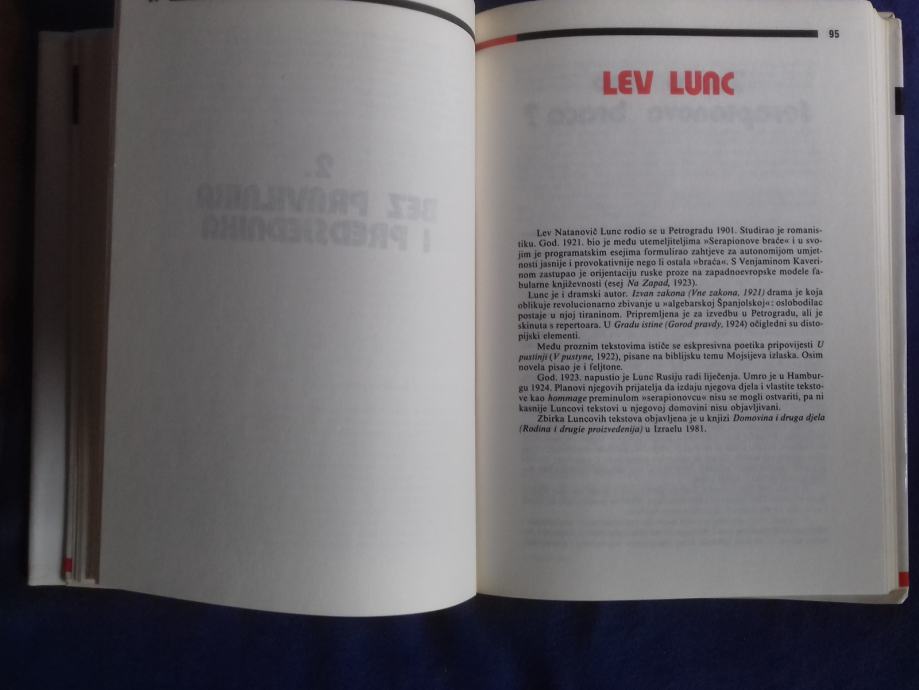 95
LEV LUNC
Lev Natanovič Lunc rodio se u Petrogradu 1901. Studirao je romanis-
tiku. God. 1921. bio je među utemeljiteljima »Serapionove braće« i u svo-
jim je programatskim esejima formulirao zahtjeve za autonomijom umjet-
nosti jasnije i provokativnije nego li ostala »braća«. S Venjaminom Kaveri-
nom zastupao je orijentaciju ruske proze na zapadnoevropske modele fa-
bularne književnosti (esej Na Zapad, 1923).
Lunc je i dramski autor. Izvan zakona (Vne zakona, 1921) drama je koja
oblikuje revolucionarno zbivanje u »algebarskoj Španjolskoj«: oslobodilac
postaje u njoj tiraninom. Pripremljena je za izvedbu u Petrogradu, ali je
skinuta s repertoara. U Gradu istine (Gorod pravdy, 1924) očigledni su disto-
pijski elementi.
Među proznim tekstovima ističe se eskpresivna poetika pripovijesti U
pustinji (V pustyne, 1922), pisane na biblijsku temu Mojsijeva izlaska. Osim
novela pisao je i feljtone.
God. 1923. napustio je Lunc Rusiju radi liječenja. Umro je u Hambur-
gu 1924. Planovi njegovih prijatelja da izdaju njegova djela i vlastite teksto-
ve kao hommage preminulom »serapionovcu« nisu se mogli ostvariti, pa ni
kasnije Luncovi tekstovi u njegovoj domovini nisu objavljivani.
Zbirka Luncovih tekstova objavljena je u knjizi Domovina i druga djela
(Rodina i drugie proizvedenija) u Izraelu 1981.
2.
BEZ PRAVILNIKA
I PREDSJEDNIKA